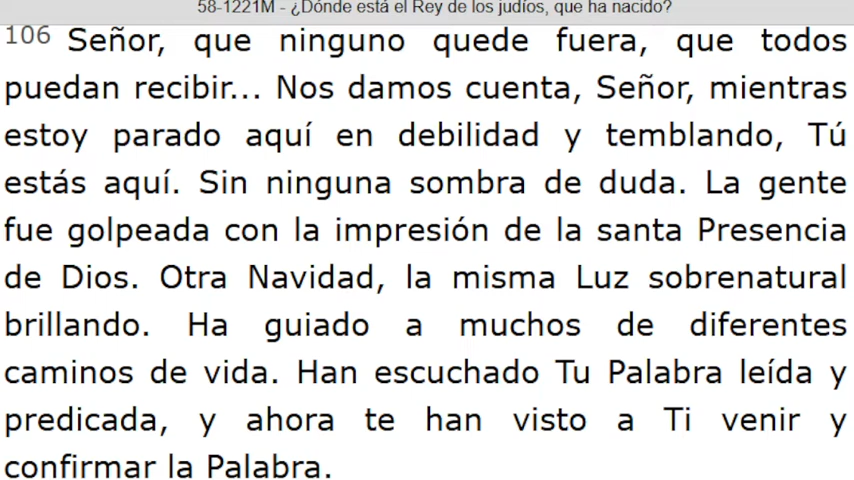 58-1221M - ¿Dónde está el Rey de los judíos, que ha nacido?
106 Señor, que ninguno quede fuera, que todos
puedan recibir... Nos damos cuenta, Señor, mientras
estoy parado aquí en debilidad y temblando, Tú
estás aquí. Sin ninguna sombra de duda. La gente
fue golpeada con la impresión de la santa Presencia
de Dios. Otra Navidad, la misma Luz sobrenatural
brillando. Ha guiado a muchos de diferentes
caminos de vida. Han escuchado Tu Palabra leída y
predicada, y ahora te han visto a Ti venir y
confirmar la Palabra.